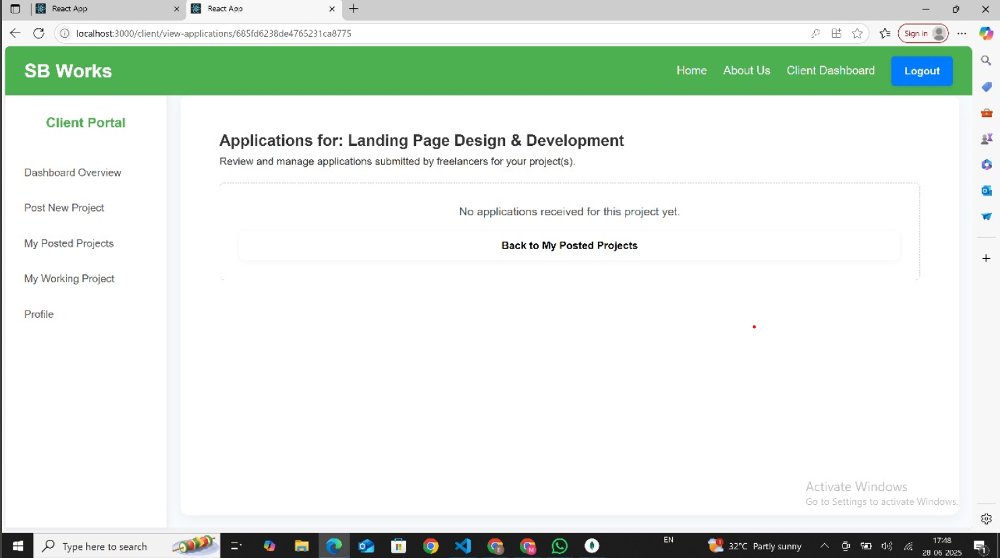 React App
React App
localhost:3000/client/view-applications/685fd6238de4765231ca8775
Sign in
SB Works
Home
About Us
Client Dashboard
Logout
Client Portal
Dashboard Overview
Post New Project
My Posted Projects
My Working Project
Profile
Applications for: Landing Page Design & Development
Review and manage applications submitted by freelancers for your project(s).
No applications received for this project yet.
Back to My Posted Projects
Activate Windows
Go to Settings to activate Windows.
Type here to search
EN
32°C Partly sunny
17:48
28-06-2025